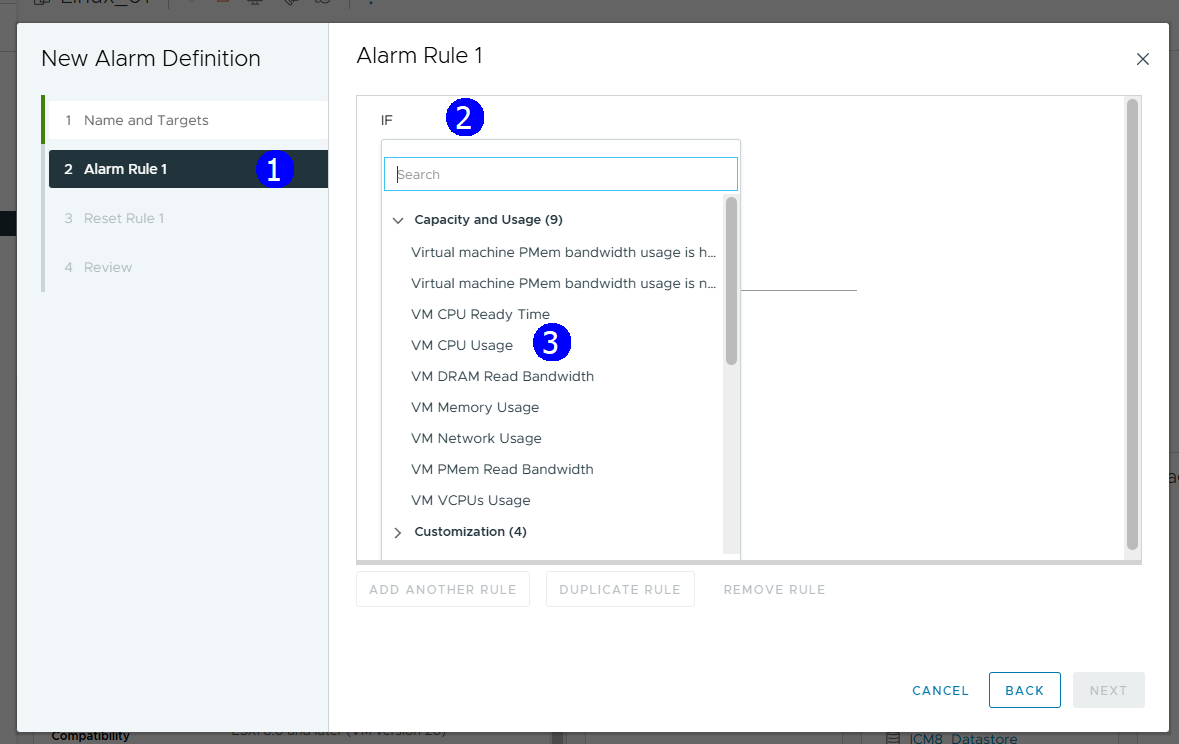 Linux_01
New Alarm Definition
1 Name and Targets
2 Alarm Rule 1
1
3 Reset Rule 1
4 Review
Alarm Rule 1
IF
2
Search
Capacity and Usage (9)
Virtual machine PMem bandwidth usage is h...
Virtual machine PMem bandwidth usage is n...
VM CPU Ready Time
VM CPU Usage
3
VM DRAM Read Bandwidth
VM Memory Usage
VM Network Usage
VM PMem Read Bandwidth
VM VCPUs Usage
Customization (4)
ADD ANOTHER RULE
DUPLICATE RULE
REMOVE RULE
CANCEL
BACK
NEXT
Compatibility
ICM8_Datastore